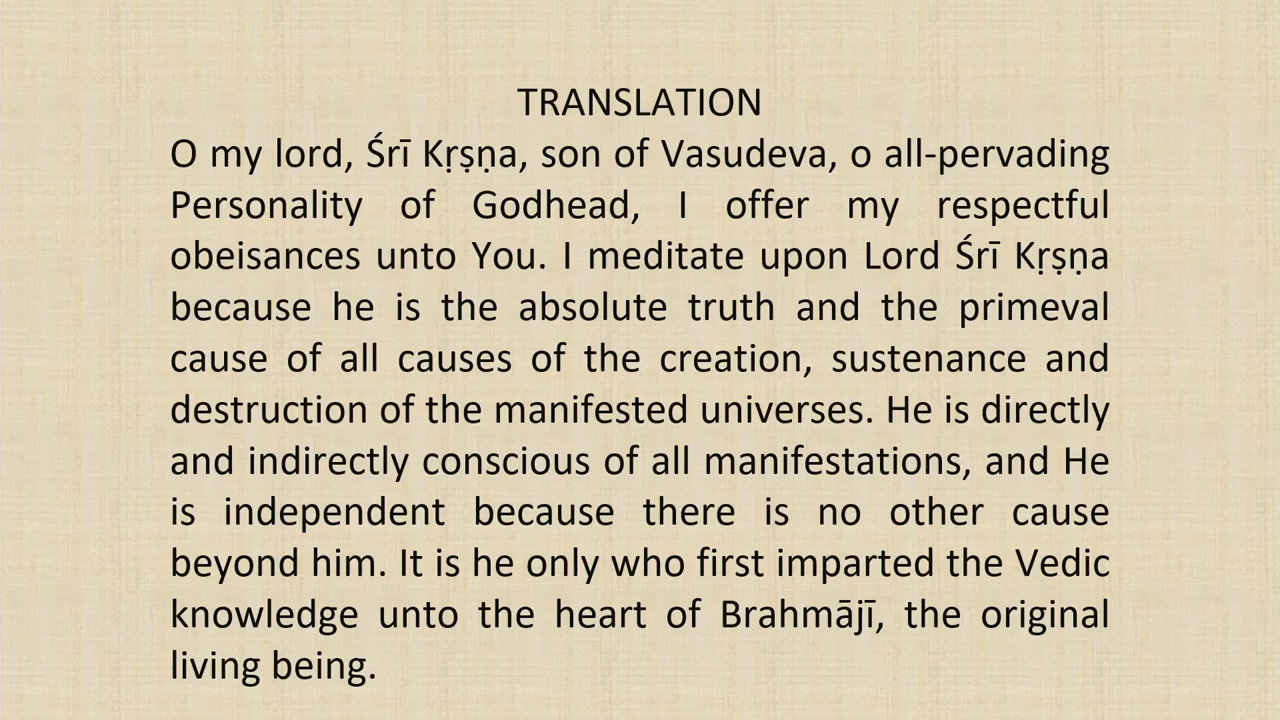 TRANSLATION
O my lord, Śrī Kṛṣṇa, son of Vasudeva, o all-pervading
Personality of Godhead, I offer my respectful
obeisances unto You. I meditate upon Lord Śrī Kṛṣṇa
because he is the absolute truth and the primeval
cause of all causes of the creation, sustenance and
destruction of the manifested universes. He is directly
and indirectly conscious of all manifestations, and He
is independent because there is no other cause
beyond him. It is he only who first imparted the Vedic
knowledge unto the heart of Brahmājī, the original
living being.